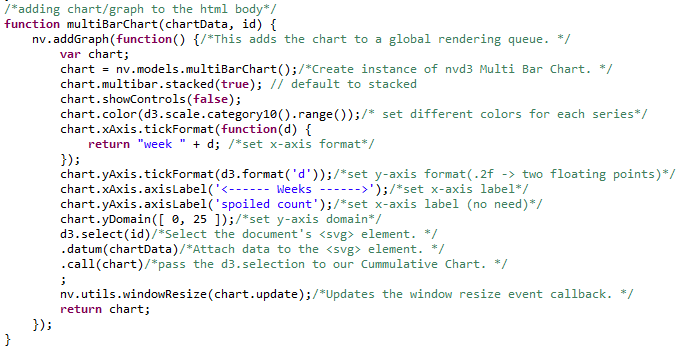 /*adding chart/graph to the html body*/
function multiBarChart(chartData, id) {
    nv.addGraph(function() {/*This adds the chart to a global rendering queue. */
        var chart;
        chart = nv.models.multiBarChart();/*Create instance of nvd3 Multi Bar Chart. */
        chart.multibar.stacked(true); // default to stacked
        chart.showControls(false);
        chart.color(d3.scale.category10().range());/* set different colors for each series*/
        chart.xAxis.tickFormat(function(d) {
            return "week " + d; /*set x-axis format*/
        });
        chart.yAxis.tickFormat(d3.format('d'));/*set y-axis format(.2f -> two floating points)*/
        chart.xAxis.axisLabel('<------ Weeks ------>');/*set x-axis label*/
        chart.yAxis.axisLabel('spoiled count');/*set x-axis label (no need)*/
        chart.yDomain([ 0, 25 ]);/*set y-axis domain*/
        d3.select(id)/*Select the document's <svg> element. */
        .datum(chartData)/*Attach data to the <svg> element. */
        .call(chart)/*pass the d3.selection to our Cummulative Chart. */
        ;
        nv.utils.windowResize(chart.update);/*Updates the window resize event callback. */
        return chart;
    });
}